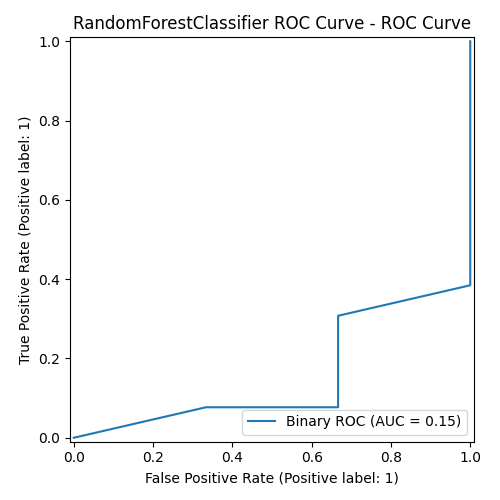 RandomForestClassifier ROC Curve - ROC Curve
1.0
0.8
0.6
0.4
0.2
0.0
True Positive Rate (Positive label: 1)
Binary ROC (AUC = 0.15)
0.0 0.2 0.4 0.6 0.8 1.0
False Positive Rate (Positive label: 1)